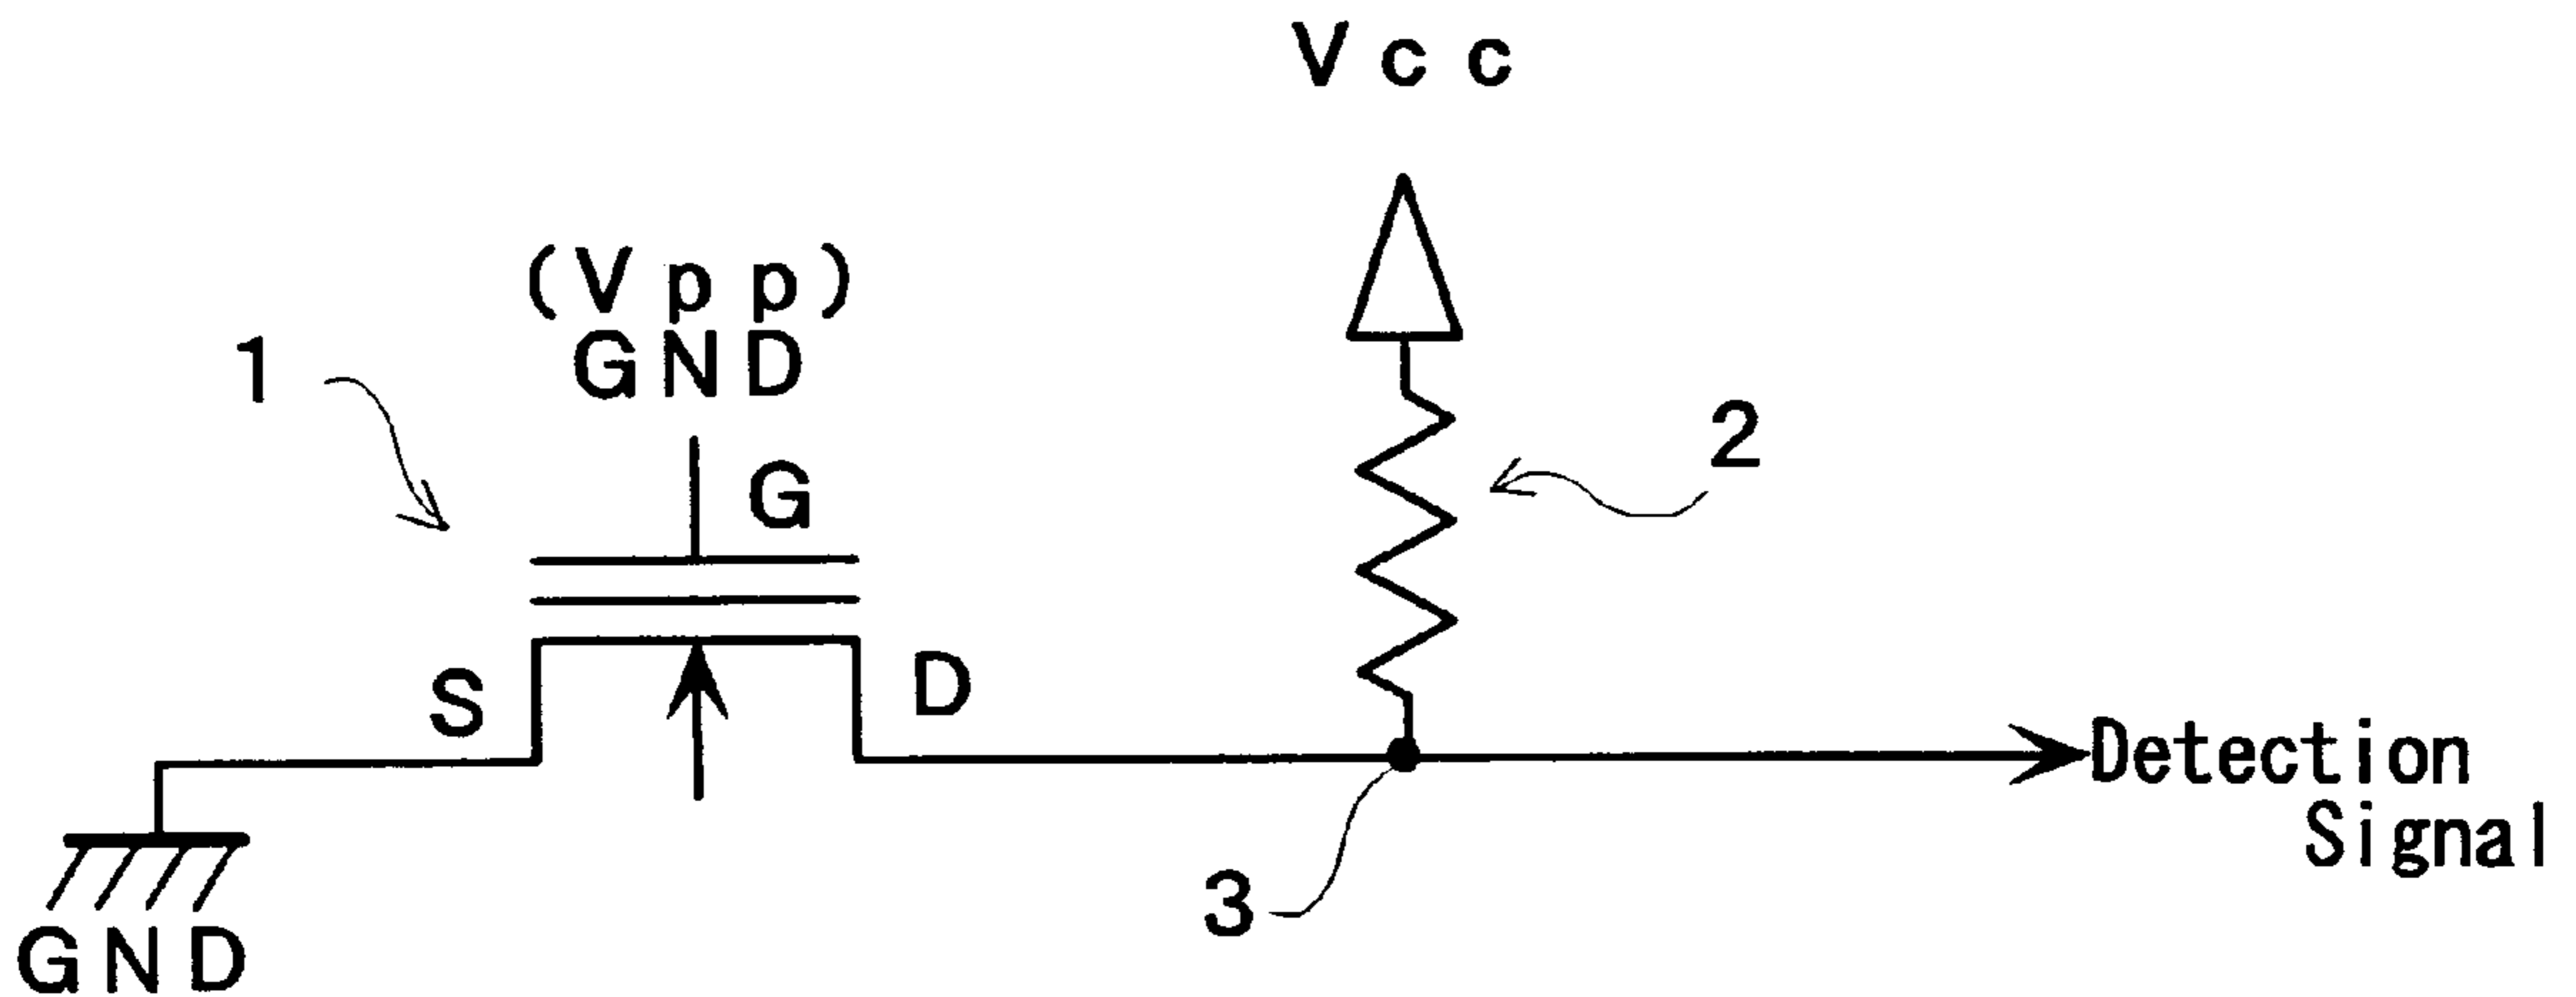 Vcc
(Vpp)
GND
1
2
G
S
D
Detection
Signal
3
GND